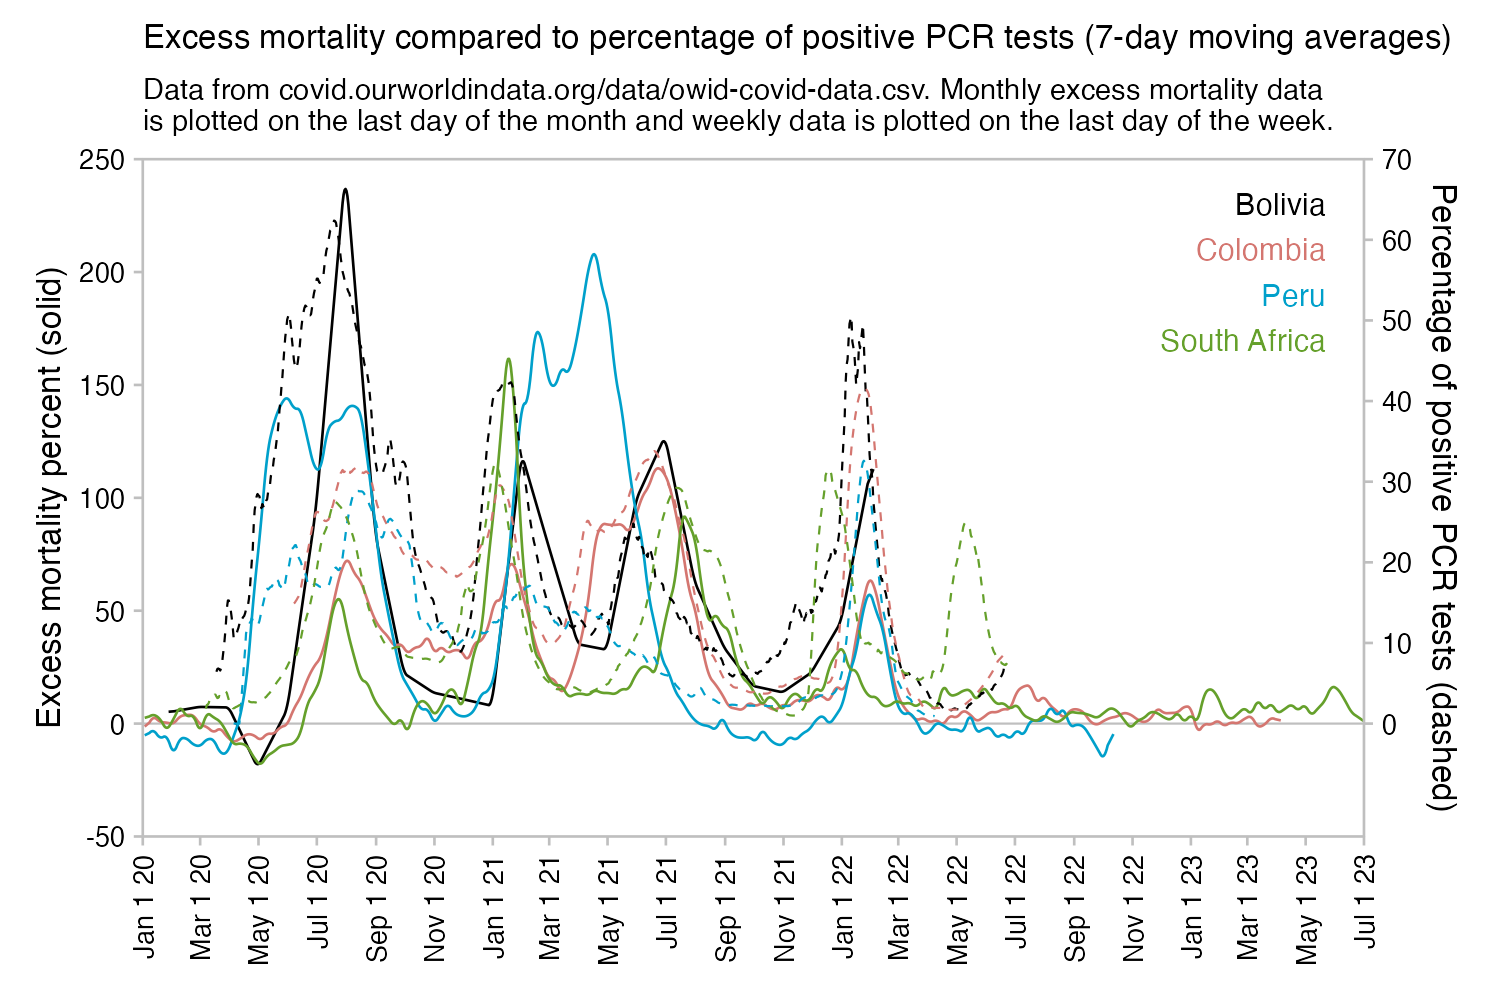 Excess mortality compared to percentage of positive PCR tests (7-day moving averages)
Data from covid.ourworldindata.org/data/owid-covid-data.csv. Monthly excess mortality data
is plotted on the last day of the month and weekly data is plotted on the last day of the week.
Excess mortality percent (solid)
250
200
150
100
50
0
-50
Bolivia
Colombia
Peru
South Africa
70
60
50
40
30
20
10
0
Percentage of positive PCR tests (dashed)
Jan 1 20
Mar 1 20
May 1 20
Jul 1 20
Sep 1 20
Nov 1 20
Jan 1 21
Mar 1 21
May 1 21
Jul 1 21
Sep 1 21
Nov 1 21
Jan 1 22
Mar 1 22
May 1 22
Jul 1 22
Sep 1 22
Nov 1 22
Jan 1 23
Mar 1 23
May 1 23
Jul 1 23